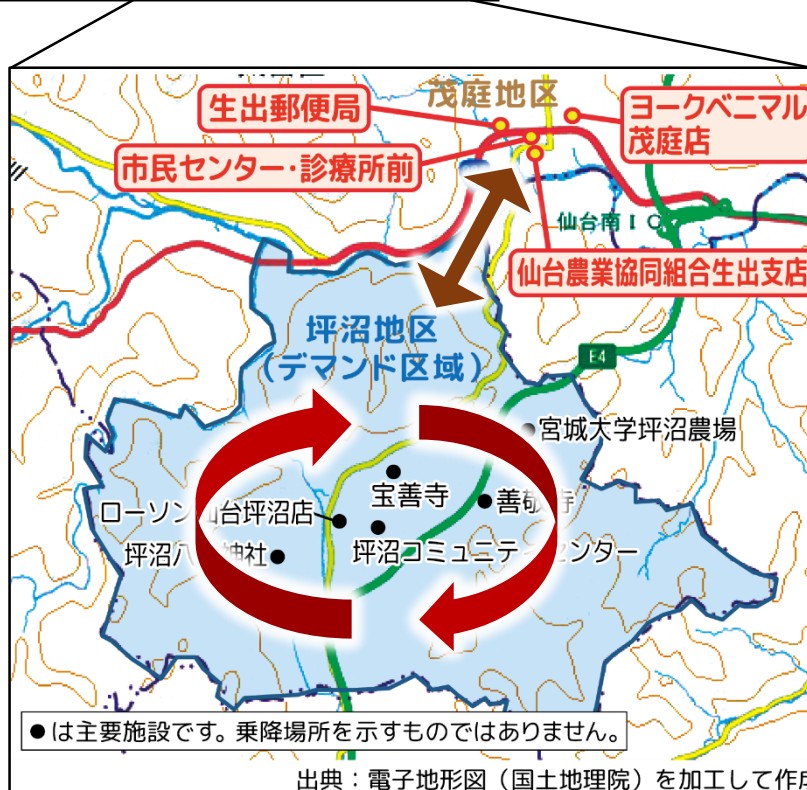 茂庭地区
生出郵便局
ヨークベニマル
茂庭店
市民センター・診療所前
仙台南IC
仙台農業協同組合生出支店
坪沼地区
(デマンド区域)
E4
宮城大学坪沼農場
宝善寺
善敬寺
ローソン仙台坪沼店
坪沼コミュニティセンター
坪沼八 神社
●は主要施設です。乗降場所を示すものではありません。
出典:電子地形図(国土地理院)を加工して作成